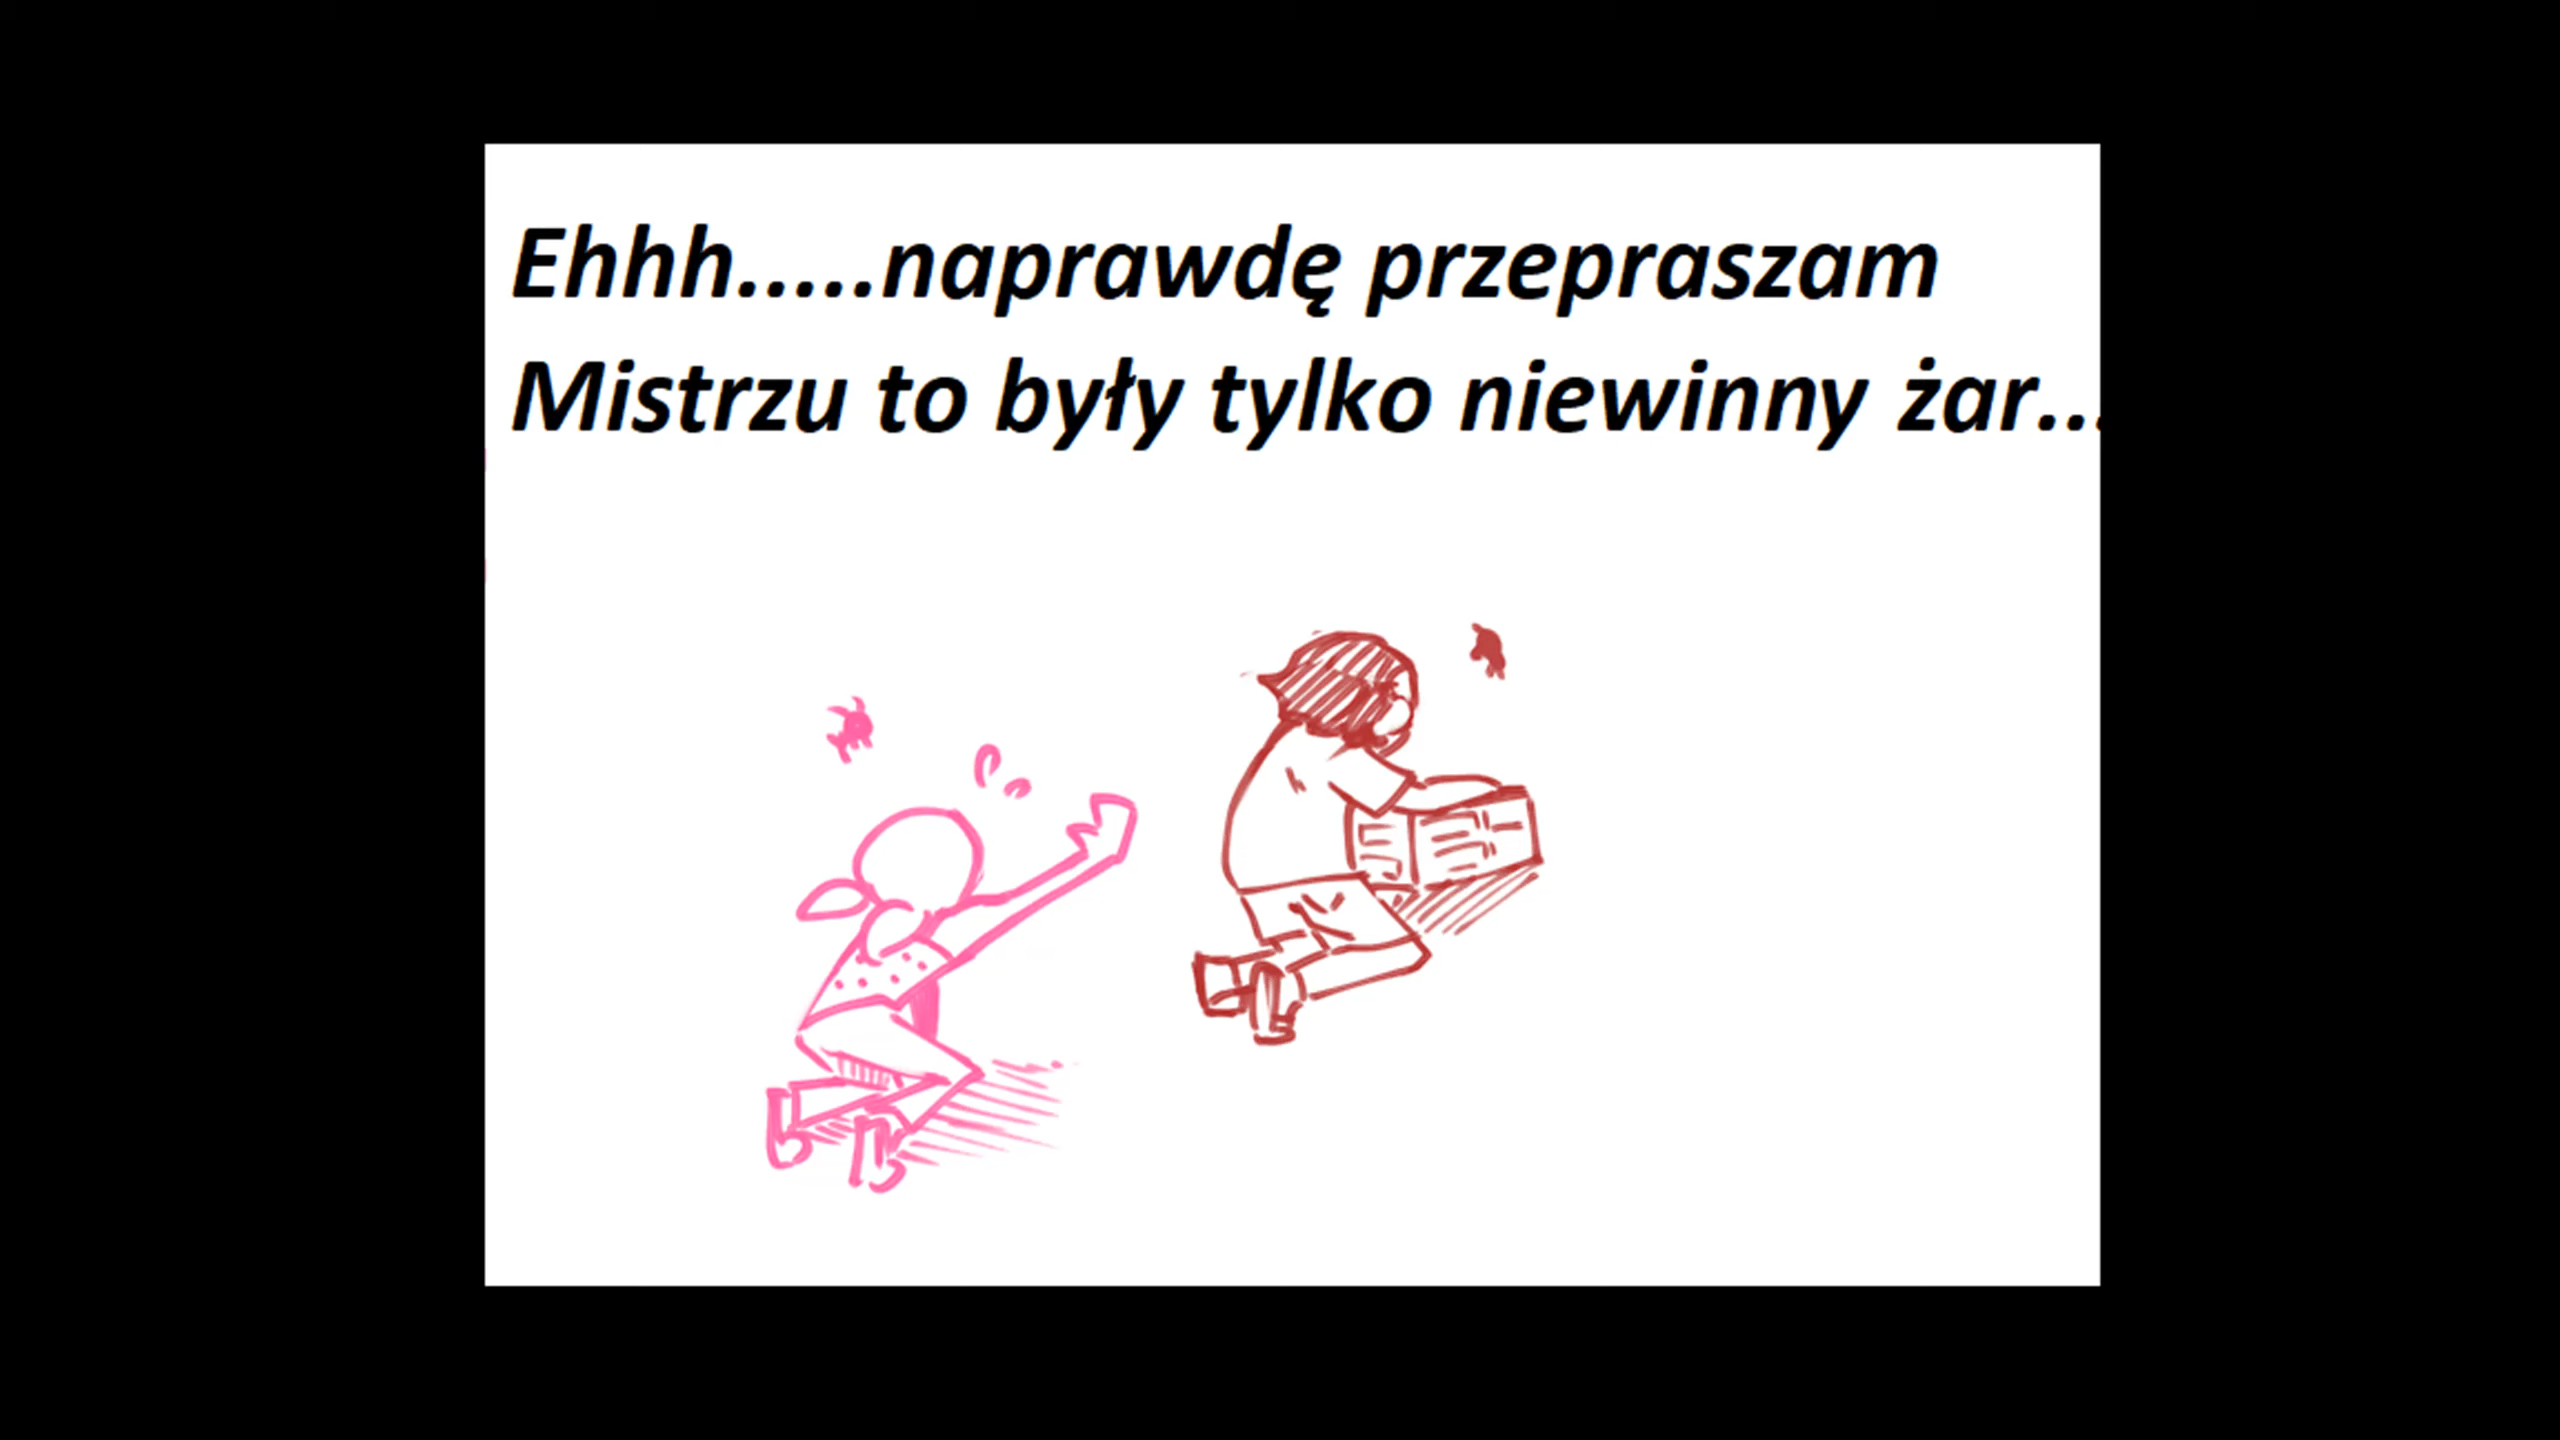 Ehhh.....naprawdę przepraszam
Mistrzu to były tylko niewinny żar...